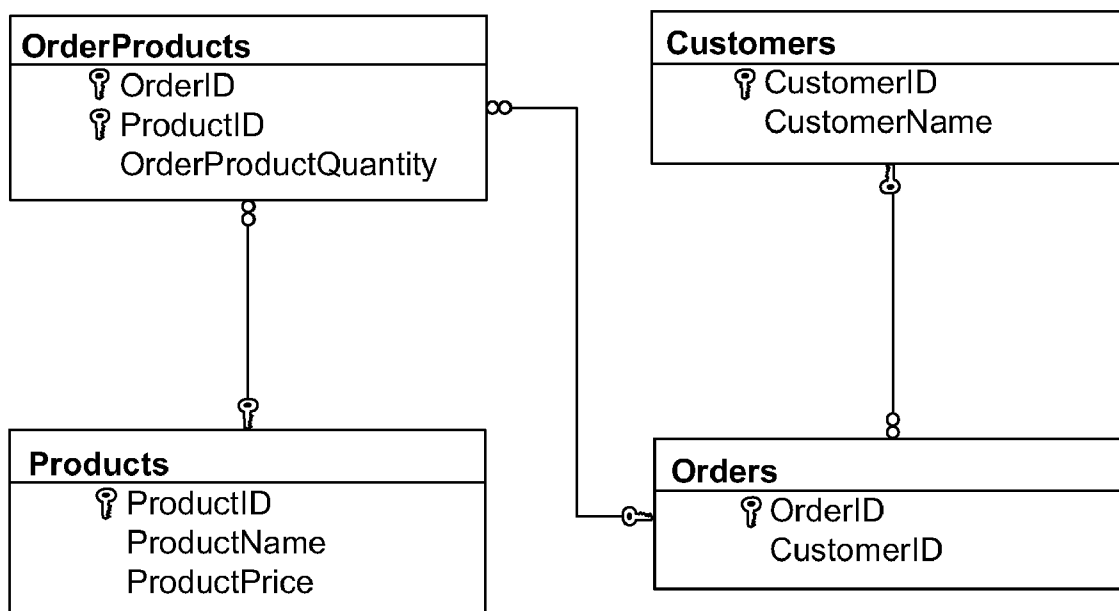 OrderProducts
OrderID
ProductID
OrderProductQuantity
Customers
CustomerID
CustomerName
Products
ProductID
ProductName
ProductPrice
Orders
OrderID
CustomerID